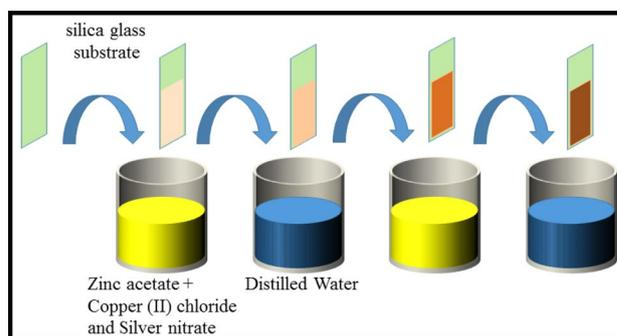 silica glass
substrate
Zinc acetate +
Copper (II) chloride
and Silver nitrate
Distilled Water